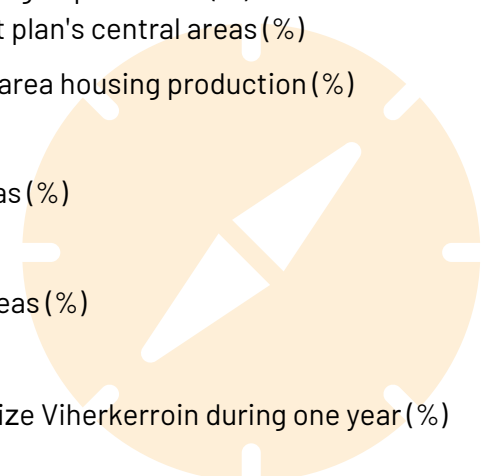 t plan's central areas (%)
area housing production (%)
as (%)
eas (%)
ize Viherkerroin during one year (%)